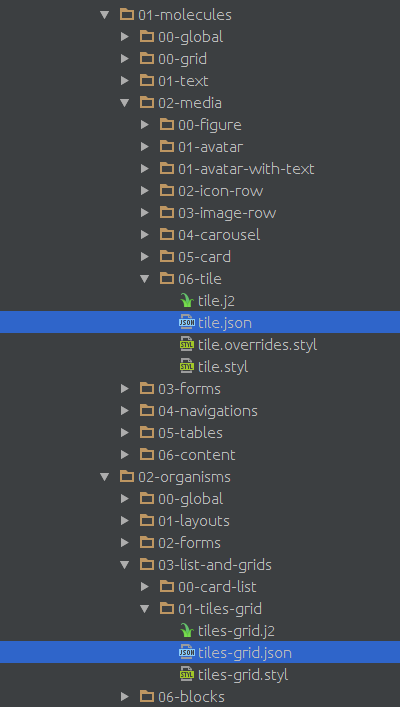 01-molecules
00-global
00-grid
01-text
02-media
00-figure
01-avatar
01-avatar-with-text
02-icon-row
03-image-row
04-carousel
05-card
06-tile
tile.j2
JSON tile.json
STYL tile.overrides.styl
STYL tile.styl
03-forms
04-navigations
05-tables
06-content
02-organisms
00-global
01-layouts
02-forms
03-list-and-grids
00-card-list
01-tiles-grid
tiles-grid.j2
JSON tiles-grid.json
STYL tiles-grid.styl
06-blocks